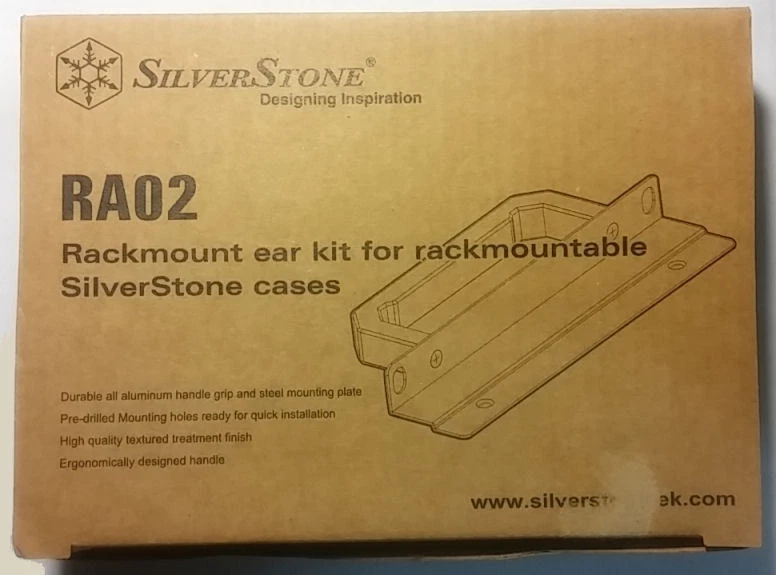 SILVERSTONE®
Designing Inspiration
RA02
Rackmount ear kit for rackmountable
SilverStone cases
Durable all aluminum handle grip and steel mounting plate
Pre-drilled Mounting holes ready for quick installation
High quality textured treatment finish
Ergonomically designed handle